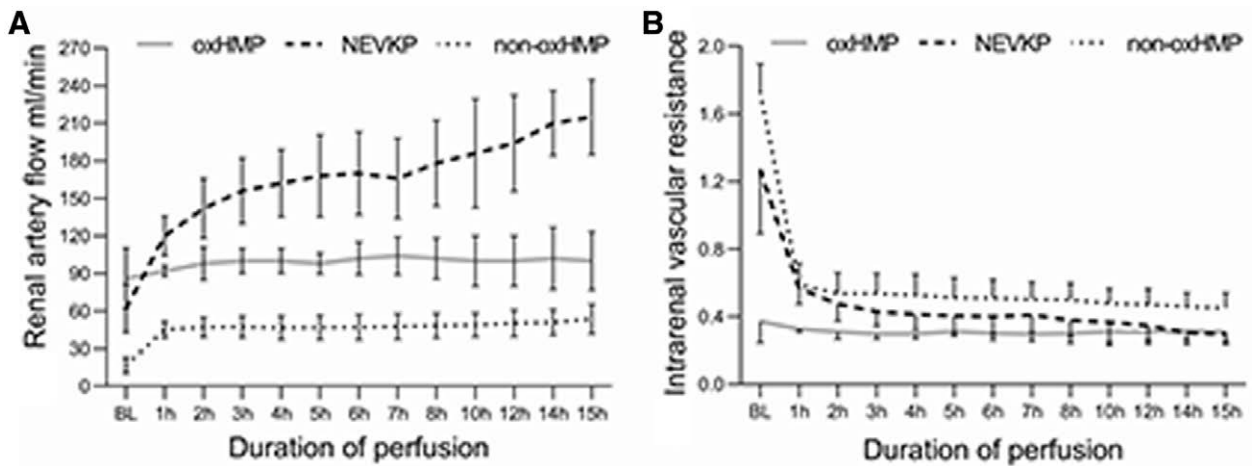 A
oxHMP NEVKP non-oxHMP
Renal artery flow ml/min
270
240
210
180
150
120
90
60
30
0
BL 1h 2h 3h 4h 5h 6h 7h 8h 10h 12h 14h 15h
Duration of perfusion
B
oxHMP NEVKP non-oxHMP
Intrarenal vascular resistance
2.0
1.6
1.2
0.8
0.4
0.0
BL 1h 2h 3h 4h 5h 6h 7h 8h 10h 12h 14h 15h
Duration of perfusion